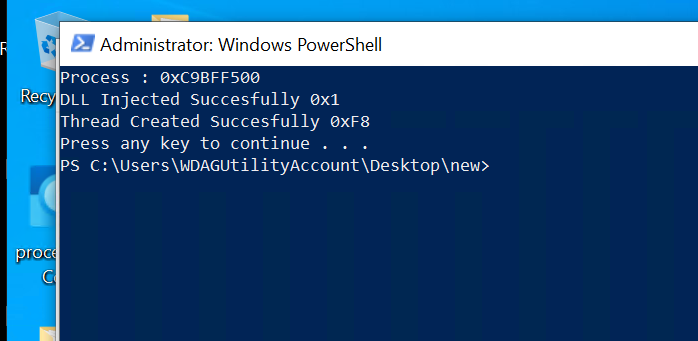 Administrator: Windows PowerShell
Process : 0xC9BFF500
DLL Injected Succesfully 0x1
Thread Created Succesfully 0xF8
Press any key to continue . . .
PS C:\Users\WDAGUtilityAccount\Desktop\new>
R
Recy
proce
C